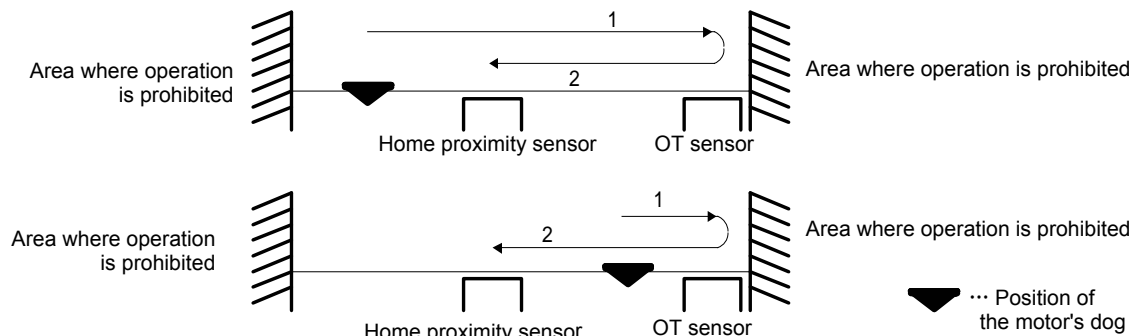 1
Area where operation
is prohibited
2
Area where operation is prohibited
Home proximity sensor
OT sensor
1
Area where operation
is prohibited
2
Area where operation is prohibited
Home proximity sensor
OT sensor
··· Position of
the motor's dog